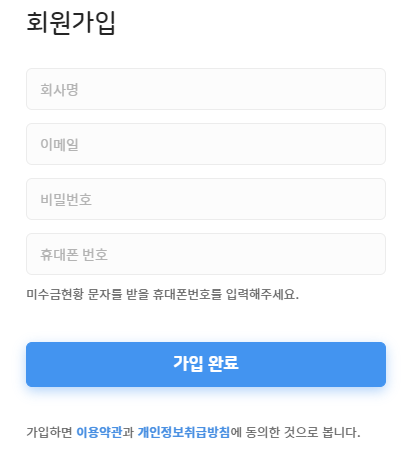 회원가입
회사명
이메일
비밀번호
휴대폰 번호
미수금현황 문자를 받을 휴대폰번호를 입력해주세요.
가입 완료
가입하면 이용약관과 개인정보취급방침에 동의한 것으로 봅니다.